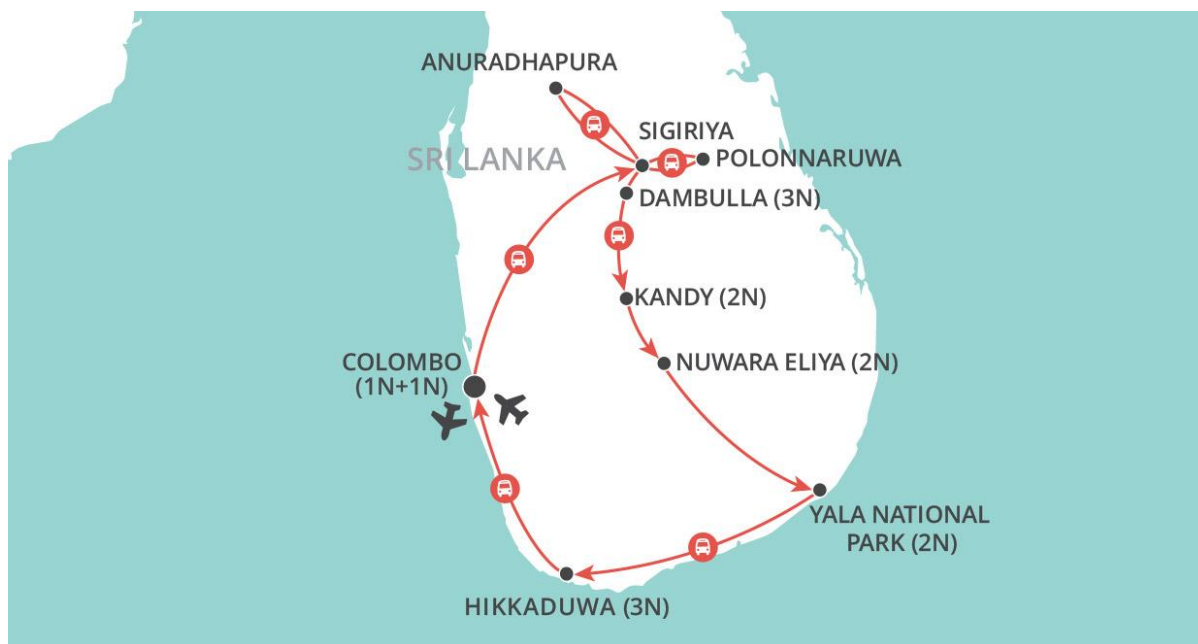 ANURADHAPURA
SIGIRIYA
SRI LANKA
POLONNARUWA
DAMBULLA (3N)
KANDY (2N)
COLOMBO
(1N+1N)
NUWARA ELIYA (2N)
YALA NATIONAL
PARK (2N)
HIKKADUWA (3N)